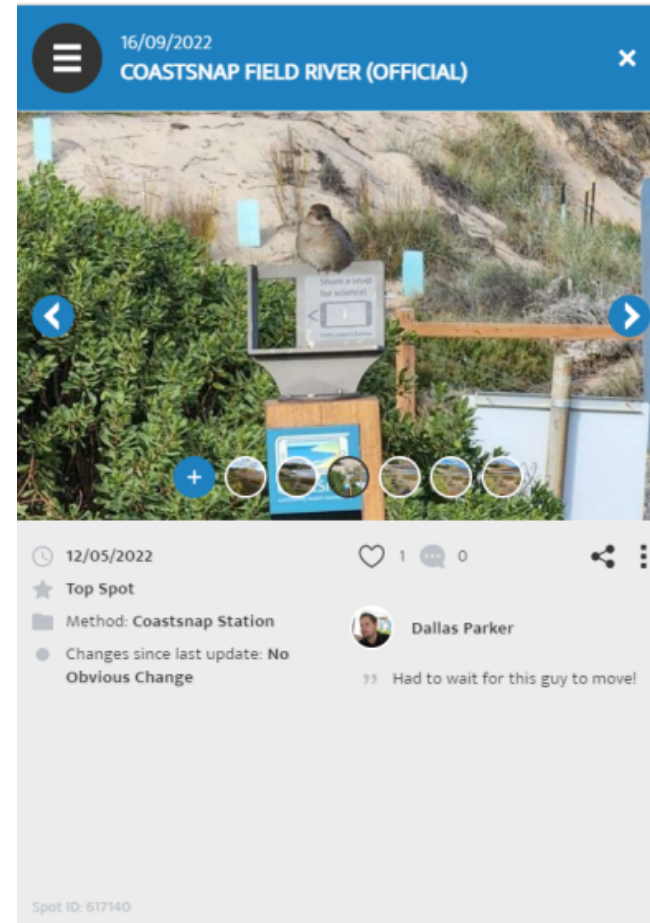 16/09/2022
COASTSNAP FIELD RIVER (OFFICIAL)
Share a snap
for science!
12/05/2022
1
0
Top Spot
Method: Coastsnap Station
Changes since last update: No
Obvious Change
Dallas Parker
Had to wait for this guy to move!
Spot ID: 617140